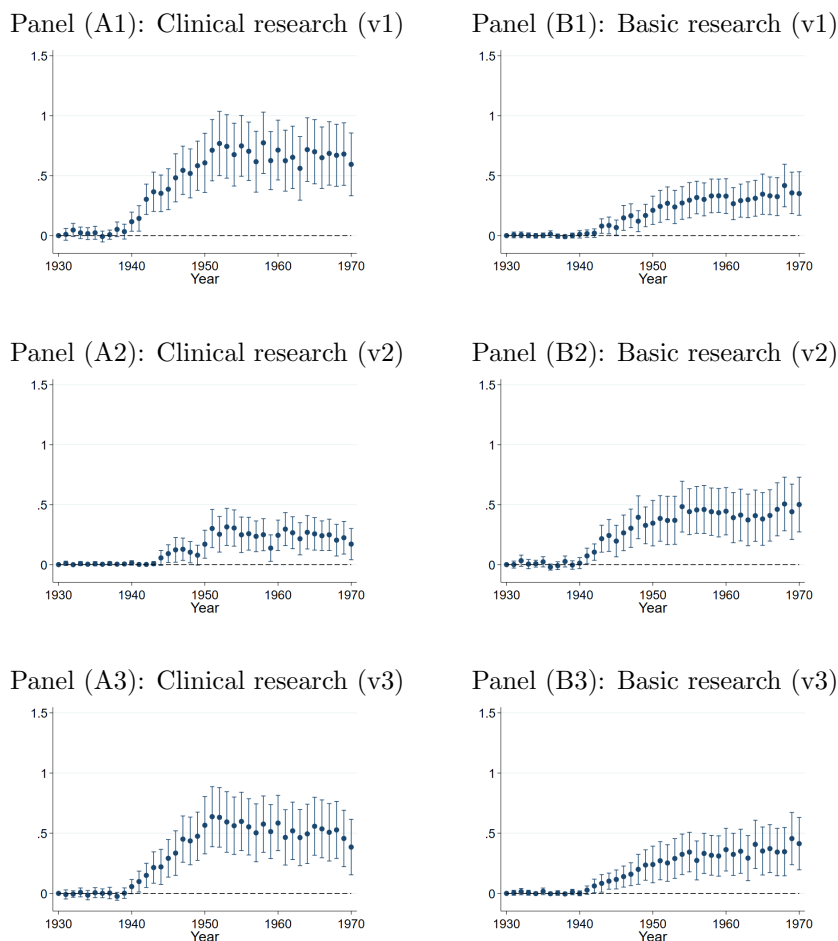 Panel (A1): Clinical research (v1)
1.5
1
.5
0
1930 1940 1950 1960 1970
Year
Panel (B1): Basic research (v1)
1.5
1
.5
0
1930 1940 1950 1960 1970
Year
Panel (A2): Clinical research (v2)
1.5
1
.5
0
1930 1940 1950 1960 1970
Year
Panel (B2): Basic research (v2)
1.5
1
.5
0
1930 1940 1950 1960 1970
Year
Panel (A3): Clinical research (v3)
1.5
1
.5
0
1930 1940 1950 1960 1970
Year
Panel (B3): Basic research (v3)
1.5
1
.5
0
1930 1940 1950 1960 1970
Year